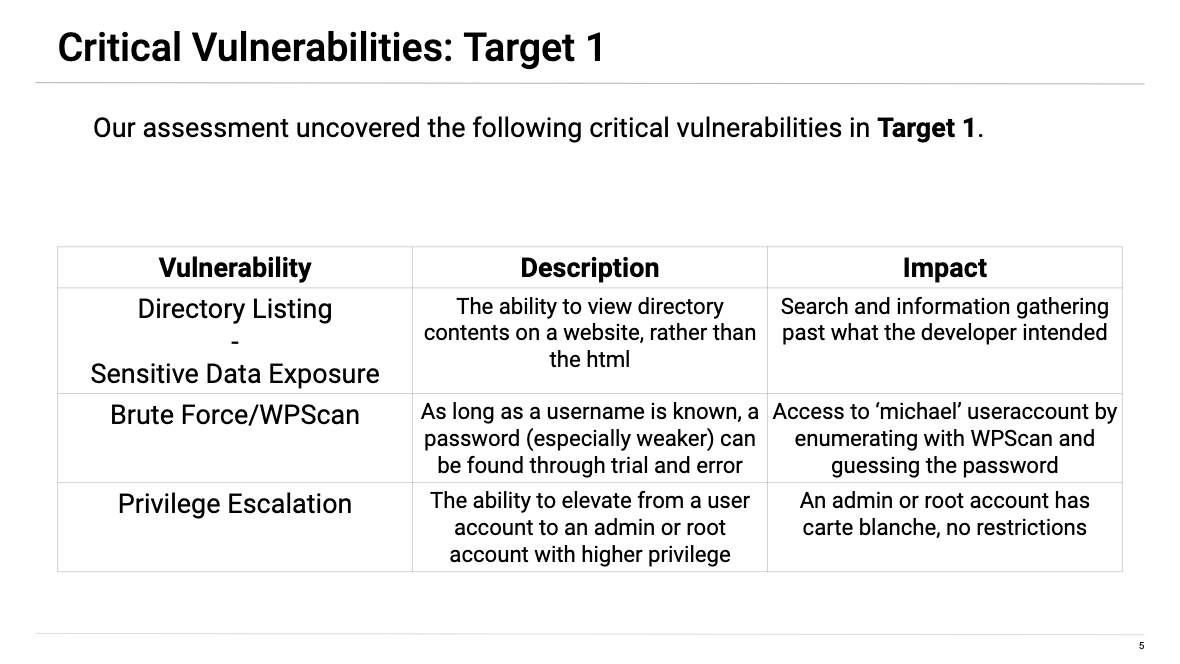 Critical Vulnerabilities: Target 1
Our assessment uncovered the following critical vulnerabilities in Target 1.
Vulnerability
Description
Impact
Directory Listing
-
Sensitive Data Exposure
The ability to view directory
contents on a website, rather than
the html
Search and information gathering
past what the developer intended
Brute Force/WPScan
As long as a username is known, a
password (especially weaker) can
be found through trial and error
Access to ‘michael’ useraccount by
enumerating with WPScan and
guessing the password
Privilege Escalation
The ability to elevate from a user
account to an admin or root
account with higher privilege
An admin or root account has
carte blanche, no restrictions
5